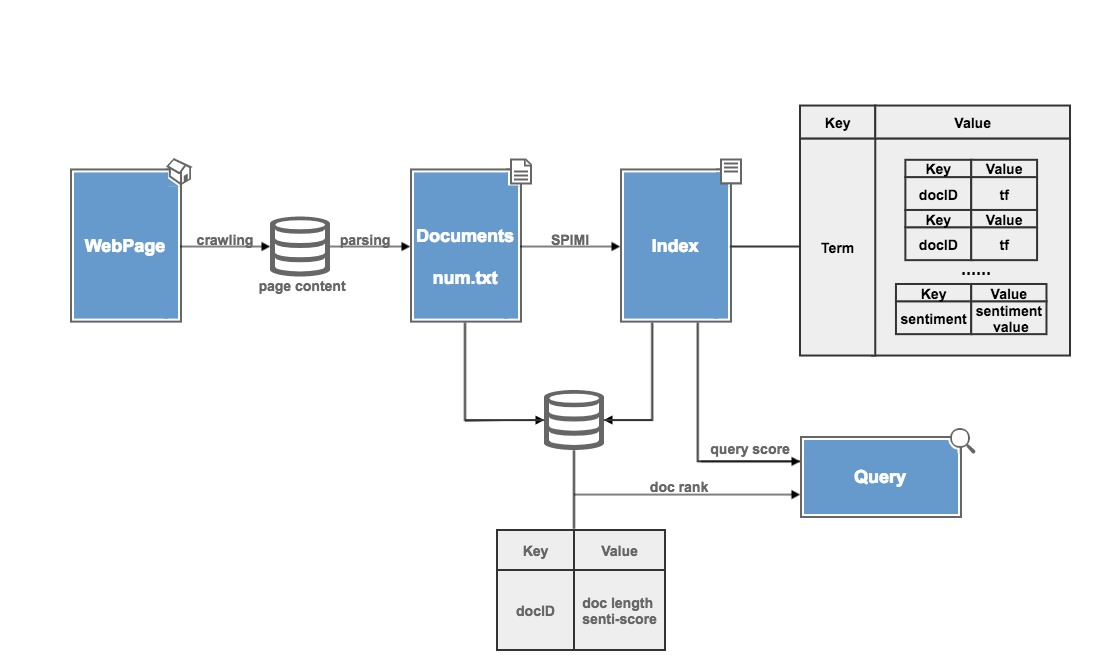 WebPage
crawling
page content
parsing
Documents
num.txt
SPIMI
Index
Key Value
Term
Key Value
docID tf
Key Value
docID tf
......
Key Value
sentiment sentiment
value
query score
doc rank
Query
Key Value
docID doc length
senti-score